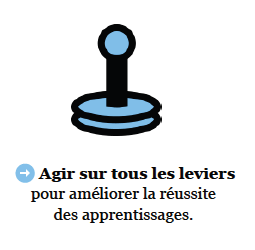 Agir sur tous les leviers
pour améliorer la réussite
des apprentissages.